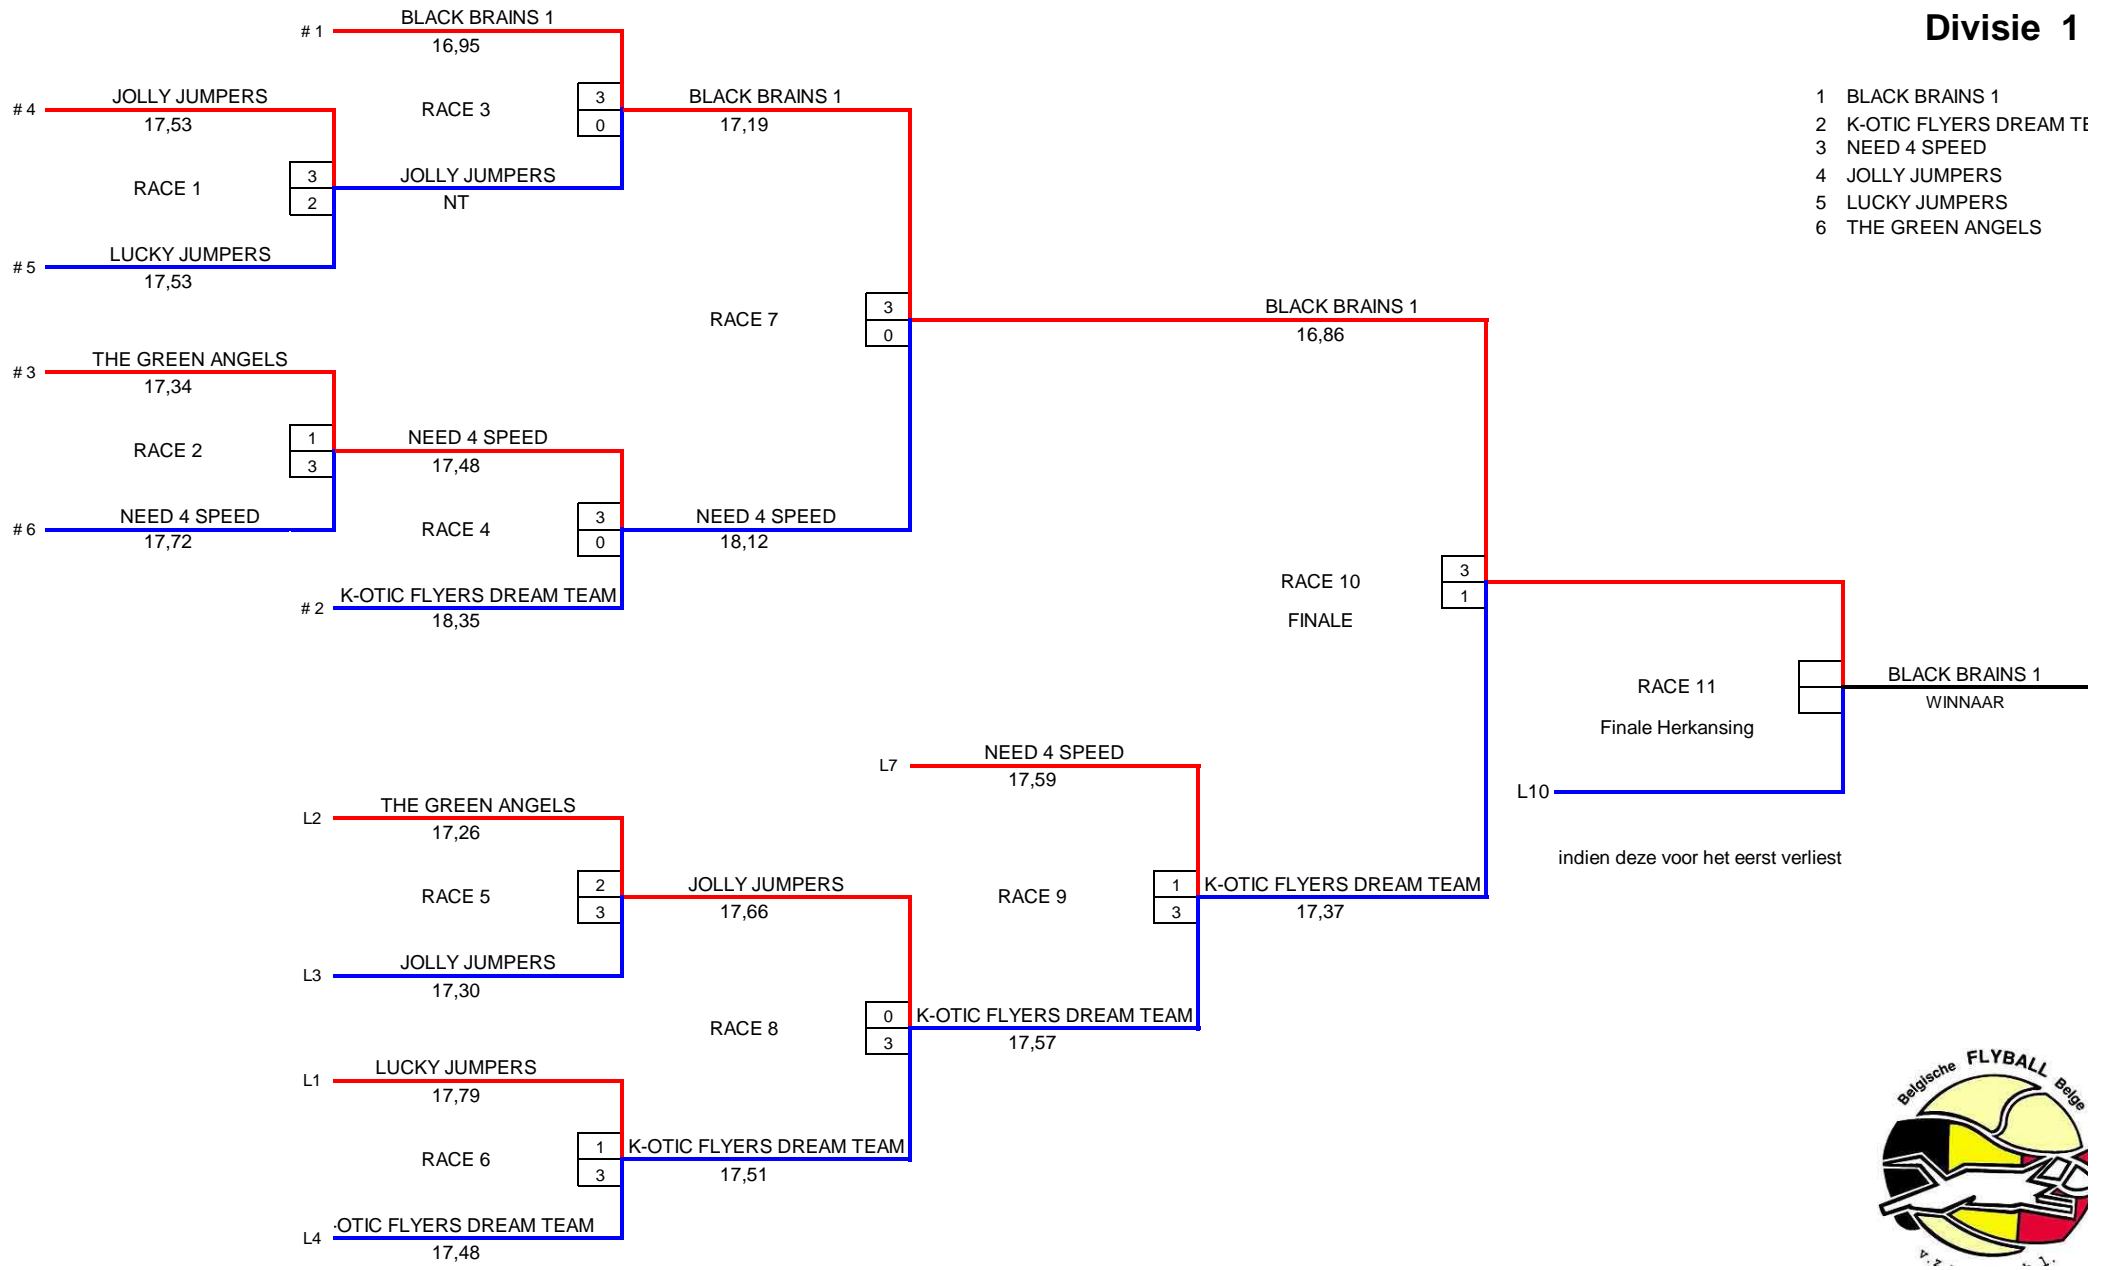 Divisie 1
1 BLACK BRAINS 1
2 K-OTIC FLYERS DREAM TE
3 NEED 4 SPEED
4 JOLLY JUMPERS
5 LUCKY JUMPERS
6 THE GREEN ANGELS
# 1 BLACK BRAINS 1
16,95
# 4 JOLLY JUMPERS
17,53
RACE 1
3
2
# 5 LUCKY JUMPERS
17,53
RACE 3
3
0
JOLLY JUMPERS
NT
BLACK BRAINS 1
17,19
# 3 THE GREEN ANGELS
17,34
RACE 2
1
3
# 6 NEED 4 SPEED
17,72
NEED 4 SPEED
17,48
RACE 4
3
0
# 2 K-OTIC FLYERS DREAM TEAM
18,35
NEED 4 SPEED
18,12
RACE 7
3
0
BLACK BRAINS 1
16,86
RACE 10
FINALE
3
1
RACE 11
Finale Herkansing
BLACK BRAINS 1
WINNAAR
L10
indien deze voor het eerst verliest
L7 NEED 4 SPEED
17,59
RACE 9
1
3
K-OTIC FLYERS DREAM TEAM
17,37
L2 THE GREEN ANGELS
17,26
RACE 5
2
3
L3 JOLLY JUMPERS
17,30
JOLLY JUMPERS
17,66
RACE 8
0
3
K-OTIC FLYERS DREAM TEAM
17,57
L1 LUCKY JUMPERS
17,79
RACE 6
1
3
K-OTIC FLYERS DREAM TEAM
17,51
L4 -OTIC FLYERS DREAM TEAM
17,48
Belgische FLYBALL Belge